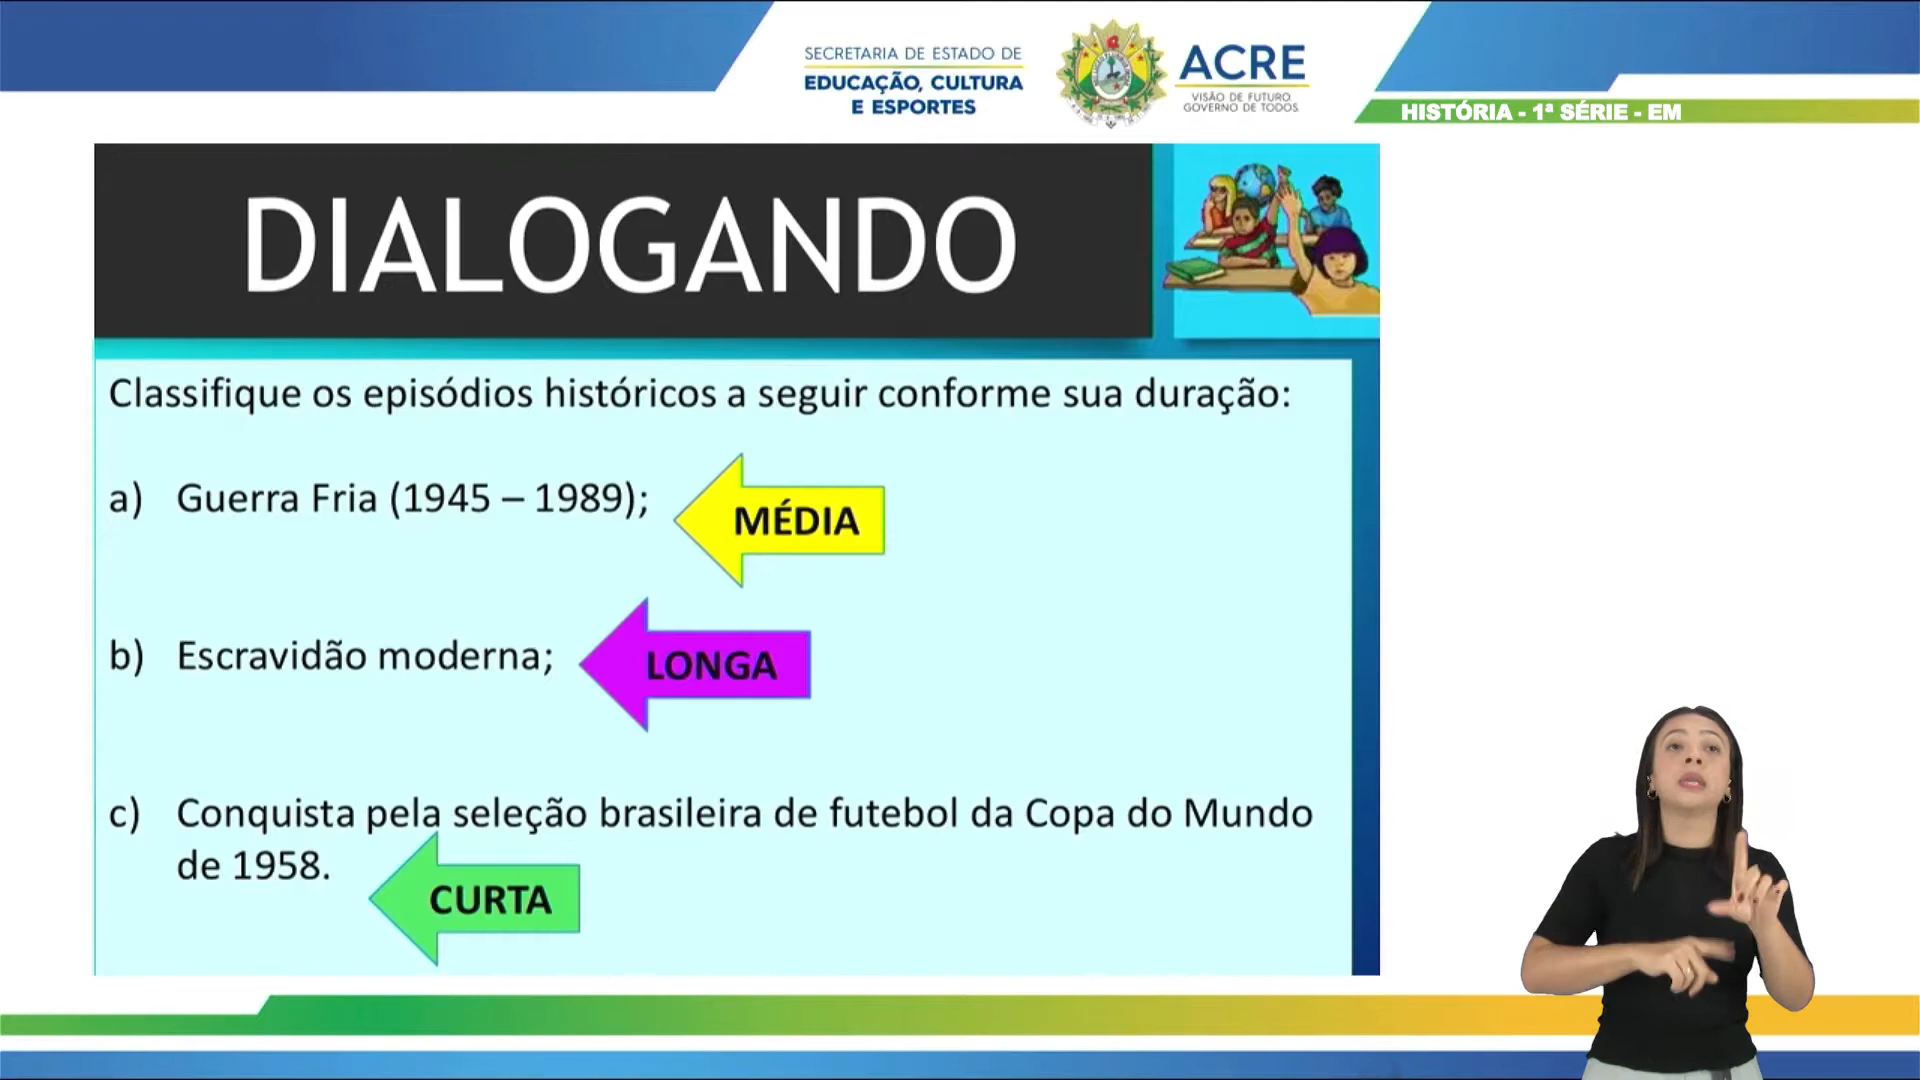 SECRETARIA DE ESTADO DE
EDUCAÇÃO, CULTURA
E ESPORTES
ACRE
VISÃO DE FUTURO
GOVERNO DE TODOS
HISTÓRIA - 1ª SÉRIE - EM
DIALOGANDO
Classifique os episódios históricos a seguir conforme sua duração:
a) Guerra Fria (1945 – 1989);
MÉDIA
b) Escravidão moderna;
LONGA
c) Conquista pela seleção brasileira de futebol da Copa do Mundo
de 1958.
CURTA